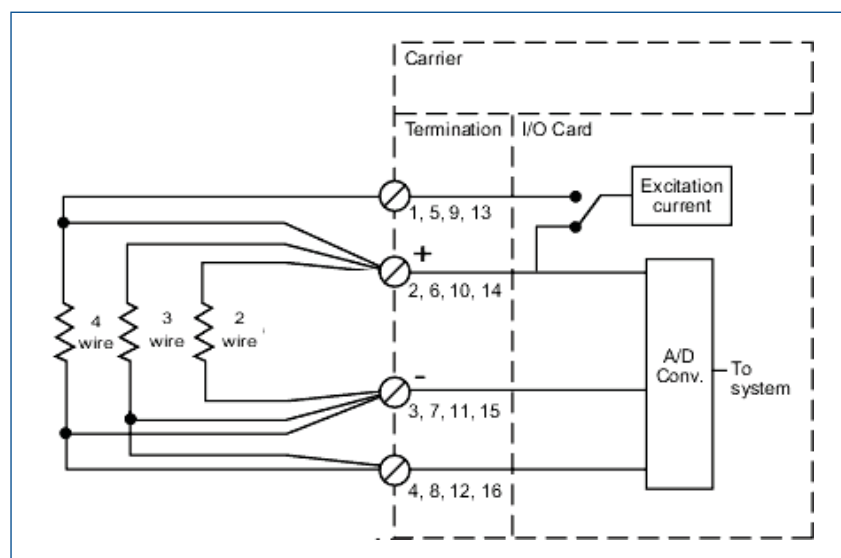 Carrier
Termination
I/O Card
Excitation
current
1, 5, 9, 13
+
2, 6, 10, 14
4
wire
3
wire
2
wire
A/D
Conv.
To
system
-
3, 7, 11, 15
4, 8, 12, 16